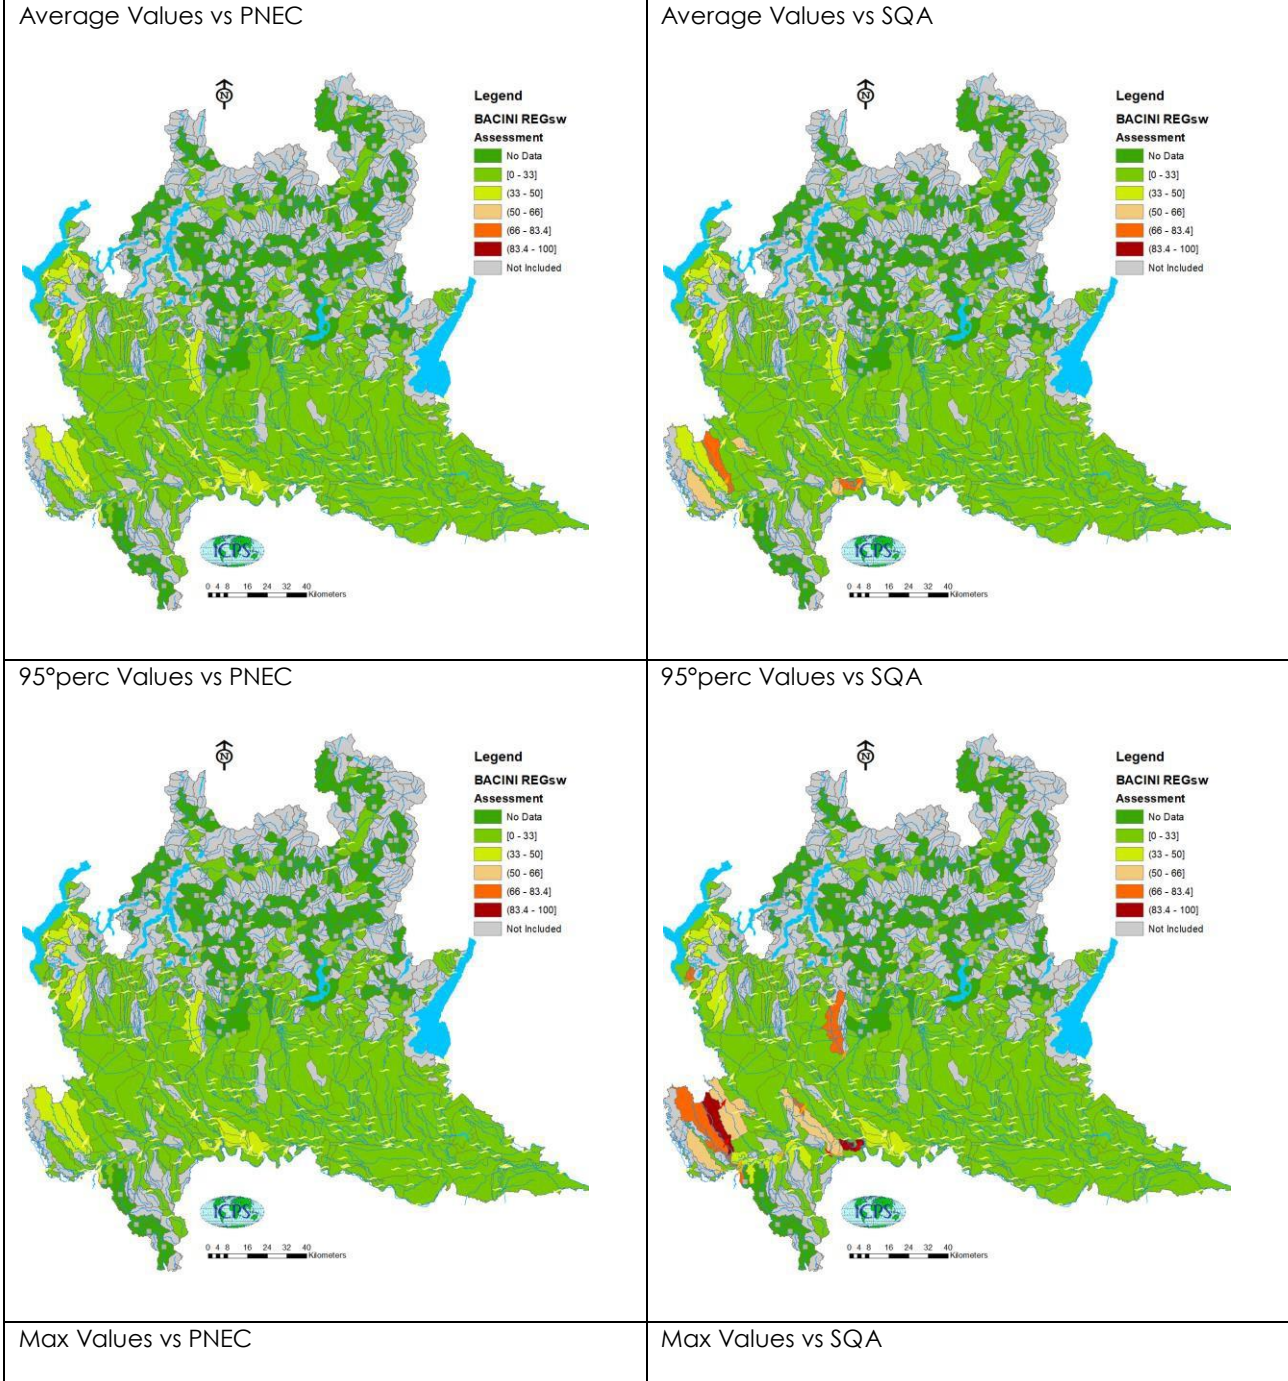 Average Values vs PNEC
N
Legend
BACINI REGsw
Assessment
No Data
[0 - 33]
(33 - 50]
(50 - 66]
(66 - 83.4]
(83.4 - 100]
Not Included
ICPS
0 4 8 16 24 32 40
Kilometers
Average Values vs SQA
N
Legend
BACINI REGsw
Assessment
No Data
[0 - 33]
(33 - 50]
(50 - 66]
(66 - 83.4]
(83.4 - 100]
Not Included
ICPS
0 4 8 16 24 32 40
Kilometers
95°perc Values vs PNEC
N
Legend
BACINI REGsw
Assessment
No Data
[0 - 33]
(33 - 50]
(50 - 66]
(66 - 83.4]
(83.4 - 100]
Not Included
ICPS
0 4 8 16 24 32 40
Kilometers
95°perc Values vs SQA
N
Legend
BACINI REGsw
Assessment
No Data
[0 - 33]
(33 - 50]
(50 - 66]
(66 - 83.4]
(83.4 - 100]
Not Included
ICPS
0 4 8 16 24 32 40
Kilometers
Max Values vs PNEC
Max Values vs SQA